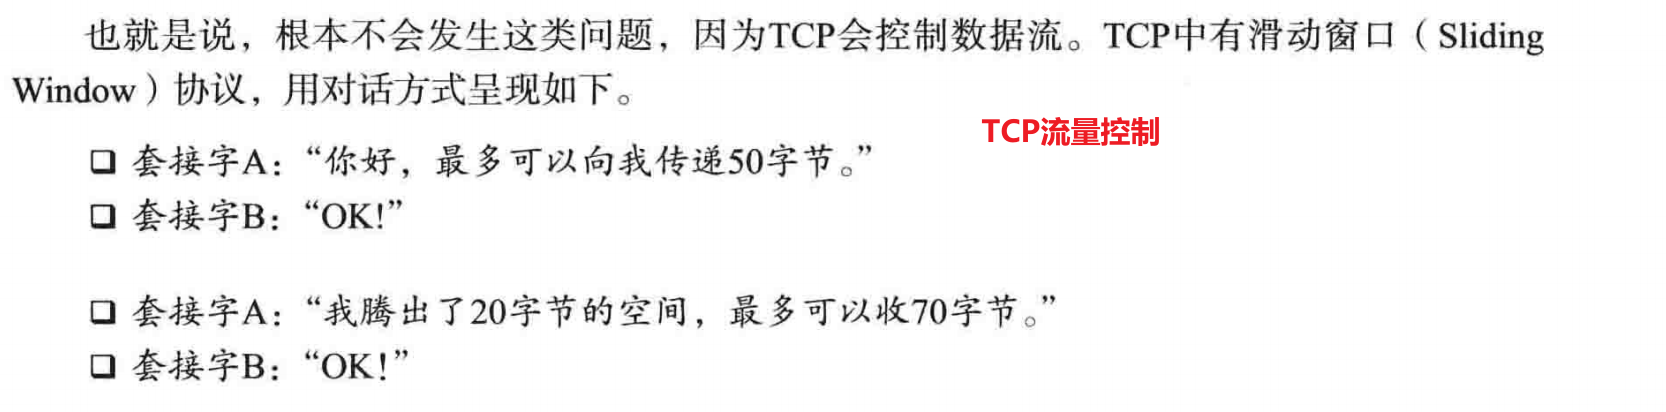 也就是说，根本不会发生这类问题，因为TCP会控制数据流。TCP中有滑动窗口（Sliding
Window）协议，用对话方式呈现如下。
TCP流量控制
❑ 套接字A：“你好，最多可以向我传递50字节。”
❑ 套接字B：“OK!”
❑ 套接字A：“我腾出了20字节的空间，最多可以收70字节。”
❑ 套接字B：“OK!”